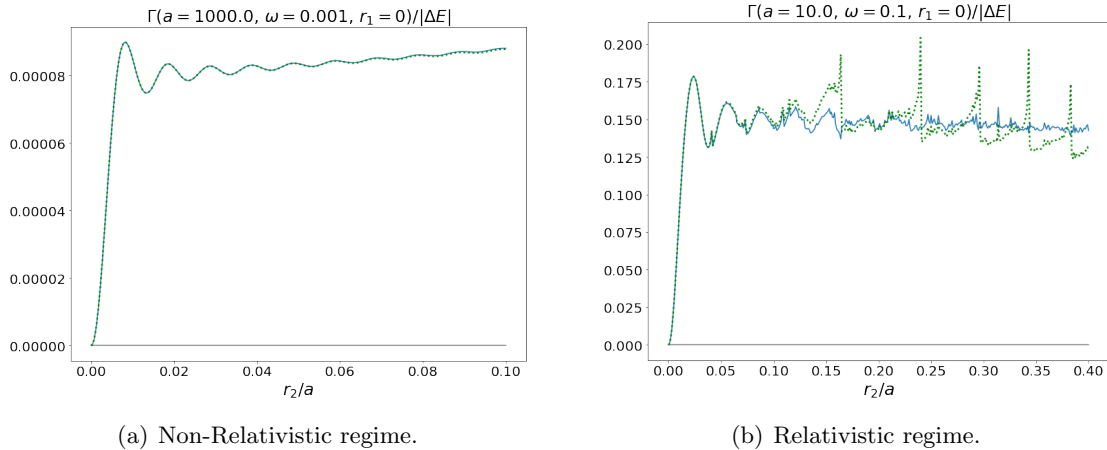 Γ(a = 1000.0, ω = 0.001, r₁ = 0)/|ΔE|
0.00008
0.00006
0.00004
0.00002
0.00000
0.00 0.02 0.04 0.06 0.08 0.10
r₂/a
(a) Non-Relativistic regime.
Γ(a = 10.0, ω = 0.1, r₁ = 0)/|ΔE|
0.200
0.175
0.150
0.125
0.100
0.075
0.050
0.025
0.000
0.00 0.05 0.10 0.15 0.20 0.25 0.30 0.35 0.40
r₂/a
(b) Relativistic regime.